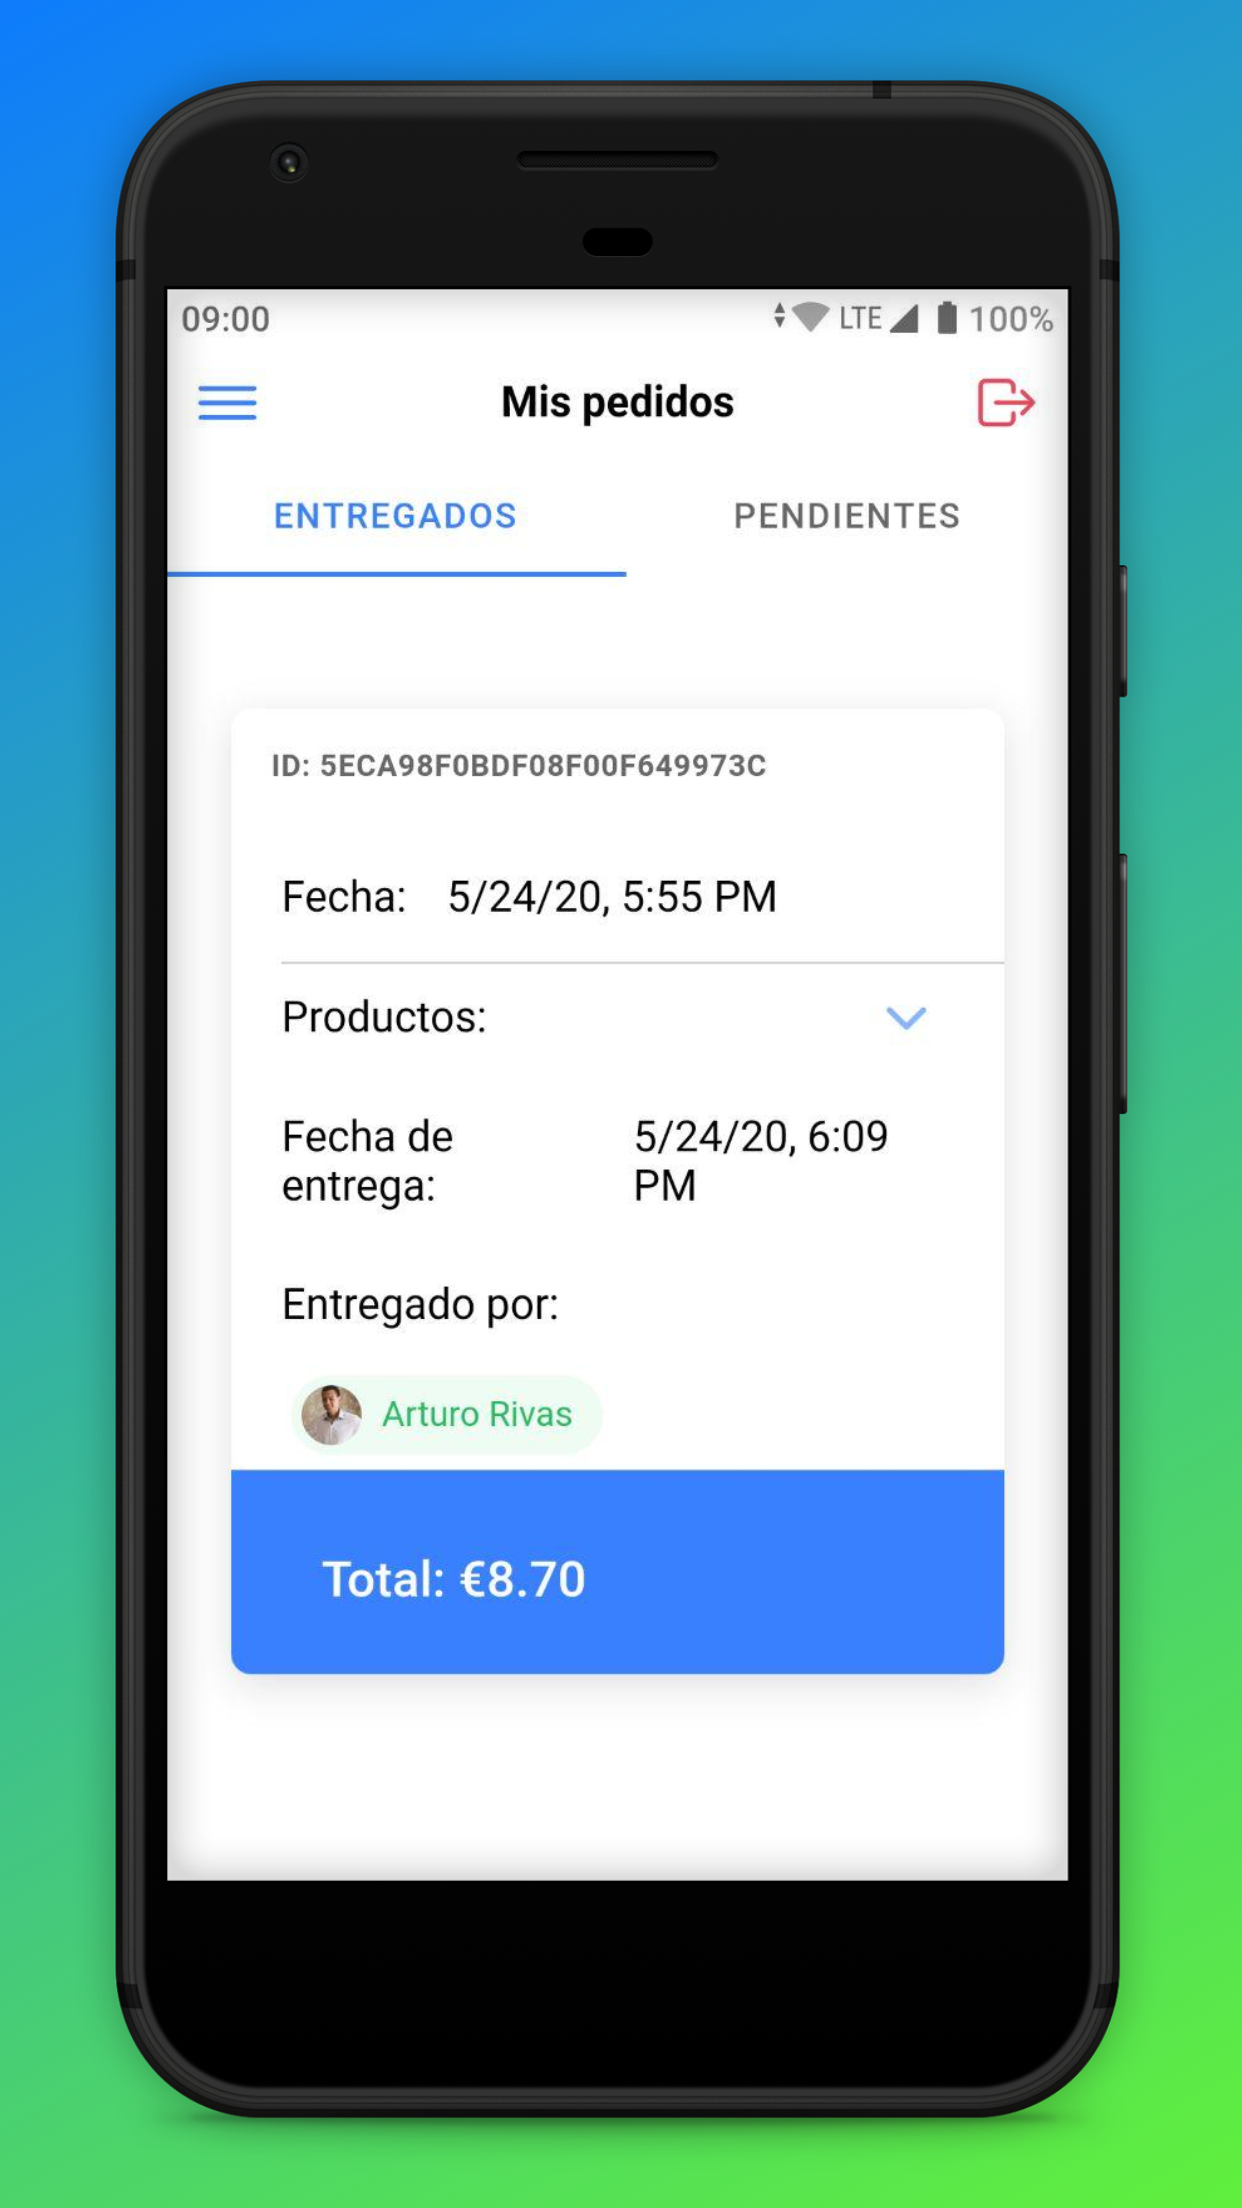 09:00 LTE 100%
Mis pedidos
ENTREGADOS PENDIENTES
ID: 5ECA98F0BDF08F00F649973C
Fecha: 5/24/20, 5:55 PM
Productos:
Fecha de entrega: 5/24/20, 6:09 PM
Entregado por:
Arturo Rivas
Total: €8.70